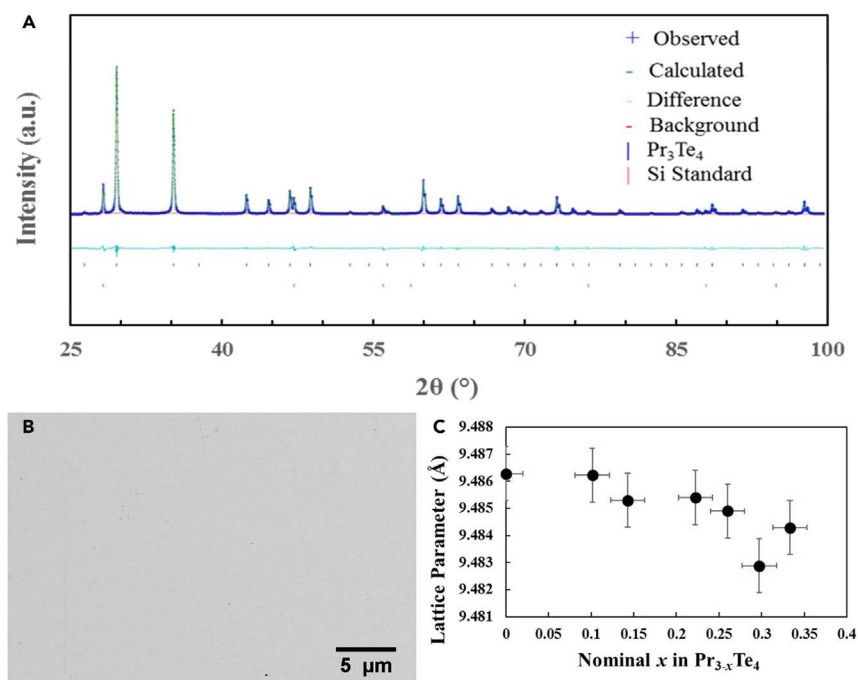 A
Intensity (a.u.)
Observed
Calculated
Difference
Background
Pr₃Te₄
Si Standard
25 40 55 70 85 100
2θ (°)
B
5 µm
C
Lattice Parameter (Å)
9.488
9.487
9.486
9.485
9.484
9.483
9.482
9.481
0 0.05 0.1 0.15 0.2 0.25 0.3 0.35 0.4
Nominal x in Pr₃₋ₓTe₄